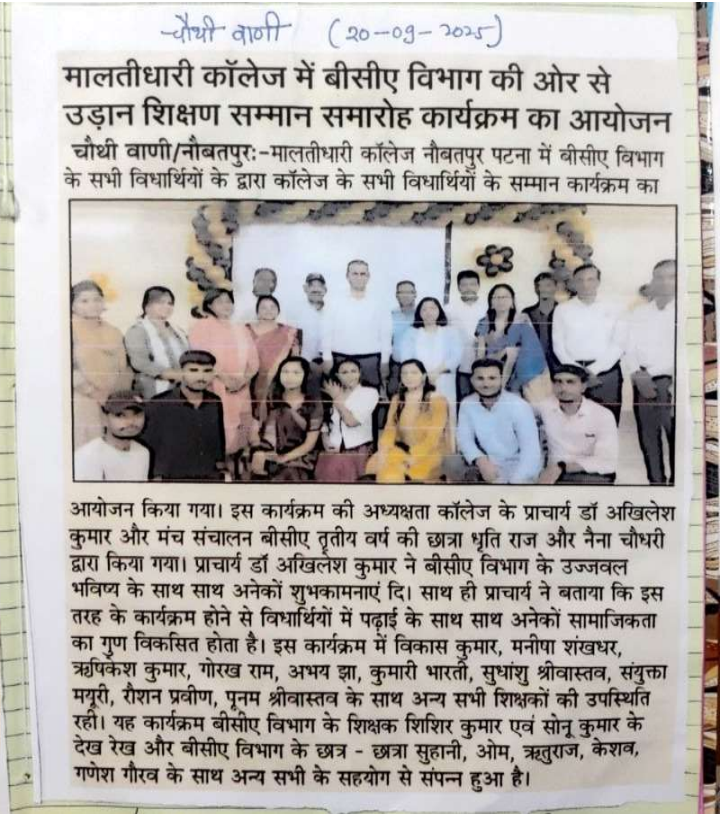 चौथी वाणी (20-09-2025)
मालतीधारी कॉलेज में बीसीए विभाग की ओर से
उड़ान शिक्षण सम्मान समारोह कार्यक्रम का आयोजन
चौथी वाणी/नौबतपुरः-मालतीधारी कॉलेज नौबतपुर पटना में बीसीए विभाग
के सभी विधार्थियों के द्वारा कॉलेज के सभी विधार्थियों के सम्मान कार्यक्रम का
आयोजन किया गया। इस कार्यक्रम की अध्यक्षता कॉलेज के प्राचार्य डॉ अखिलेश
कुमार और मंच संचालन बीसीए तृतीय वर्ष की छात्रा धृति राज और नैना चौधरी
द्वारा किया गया। प्राचार्य डॉ अखिलेश कुमार ने बीसीए विभाग के उज्जवल
भविष्य के साथ साथ अनेकों शुभकामनाएं दि। साथ ही प्राचार्य ने बताया कि इस
तरह के कार्यक्रम होने से विधार्थियों में पढ़ाई के साथ साथ अनेकों सामाजिकता
का गुण विकसित होता है। इस कार्यक्रम में विकास कुमार, मनीषा शंखधर,
ऋषिकेश कुमार, गोरख राम, अभय झा, कुमारी भारती, सुधांशु श्रीवास्तव, संयुक्ता
मयूरी, रौशन प्रवीण, पूनम श्रीवास्तव के साथ अन्य सभी शिक्षकों की उपस्थिति
रही। यह कार्यक्रम बीसीए विभाग के शिक्षक शिशिर कुमार एवं सोनू कुमार के
देख रेख और बीसीए विभाग के छात्र - छात्रा सुहानी, ओम, ऋतुराज, केशव,
गणेश गौरव के साथ अन्य सभी के सहयोग से संपन्न हुआ है।